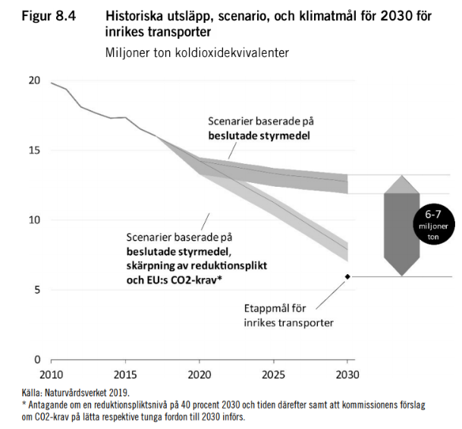 Figur 8.4 Historiska utsläpp, scenario, och klimatmål för 2030 för
inrikes transporter
Miljoner ton koldioxidekvivalenter
20
15
10
5
0
2010 2015 2020 2025 2030
Scenarier baserade på
beslutade styrmedel
Scenarier baserade på
beslutade styrmedel,
skärpning av reduktionsplikt
och EU:s CO2-krav*
Etappmål för
inrikes transporter
6-7
miljoner
ton
Källa: Naturvårdsverket 2019.
* Antagande om en reduktionspliktsnivå på 40 procent 2030 och tiden därefter samt att kommissionens förslag
om CO2-krav på lätta respektive tunga fordon till 2030 införs.